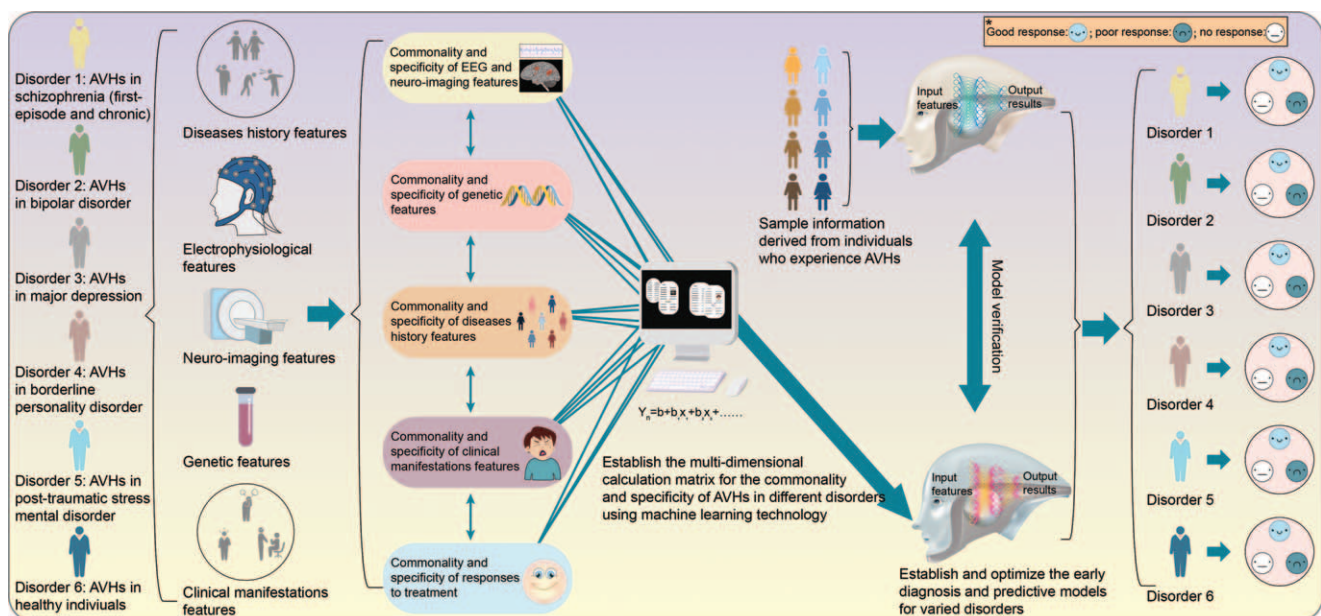 Disorder 1: AVHs in
schizophrenia (first-
episode and chronic)
Disorder 2: AVHs
in bipolar disorder
Disorder 3: AVHs
in major depression
Disorder 4: AVHs
in borderline
personality disorder
Disorder 5: AVHs in
post-traumatic stress
mental disorder
Disorder 6: AVHs in
healthy indiviuals
Diseases history features
Electrophysiological
features
Neuro-imaging features
Genetic features
Clinical manifestations
features
Commonality and
specificity of EEG and
neuro-imaging features
Commonality and
specificity of genetic
features
Commonality and
specificity of diseases
history features
Commonality and
specificity of clinical
manifestations features
Commonality and
specificity of responses
to treatment
Yn=b+b,x,+b,x,+......
Establish the multi-dimensional
calculation matrix for the commonality
and specificity of AVHs in different disorders
using machine learning technology
Sample information
derived from individuals
who experience AVHs
Input
features
Output
results
Model verification
Input
features
Output
results
Establish and optimize the early
diagnosis and predictive models
for varied disorders
*
Good response: ; poor response: ; no response:
Disorder 1
Disorder 2
Disorder 3
Disorder 4
Disorder 5
Disorder 6